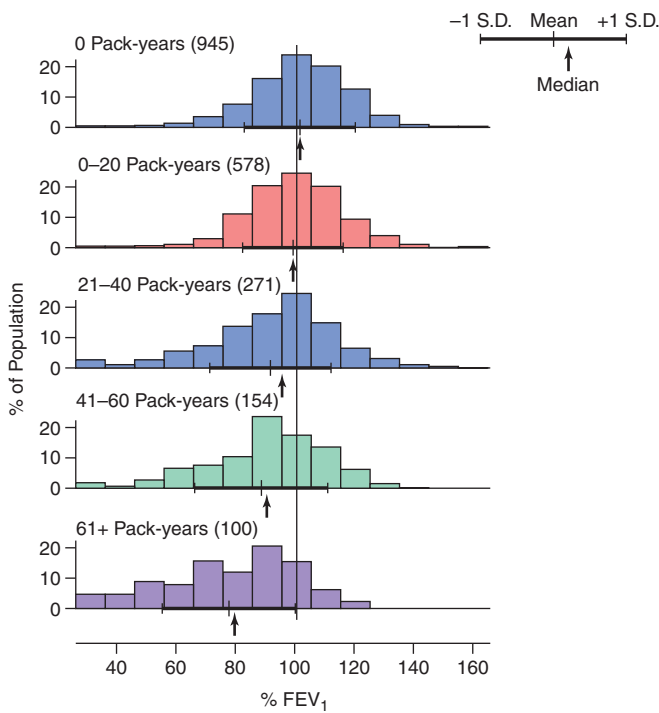 −1 S.D. Mean +1 S.D.
Median
0 Pack-years (945)
20
10
0
0–20 Pack-years (578)
20
10
0
21–40 Pack-years (271)
20
10
0
41–60 Pack-years (154)
20
10
0
61+ Pack-years (100)
20
10
0
% of Population
40 60 80 100 120 140 160
% FEV₁